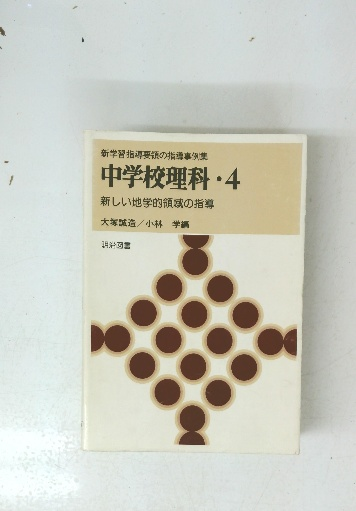 新学習指導要領の指導事例集
中学校理科・4
新しい地学的領域の指導
大塚誠造／小林　学編
明治図書